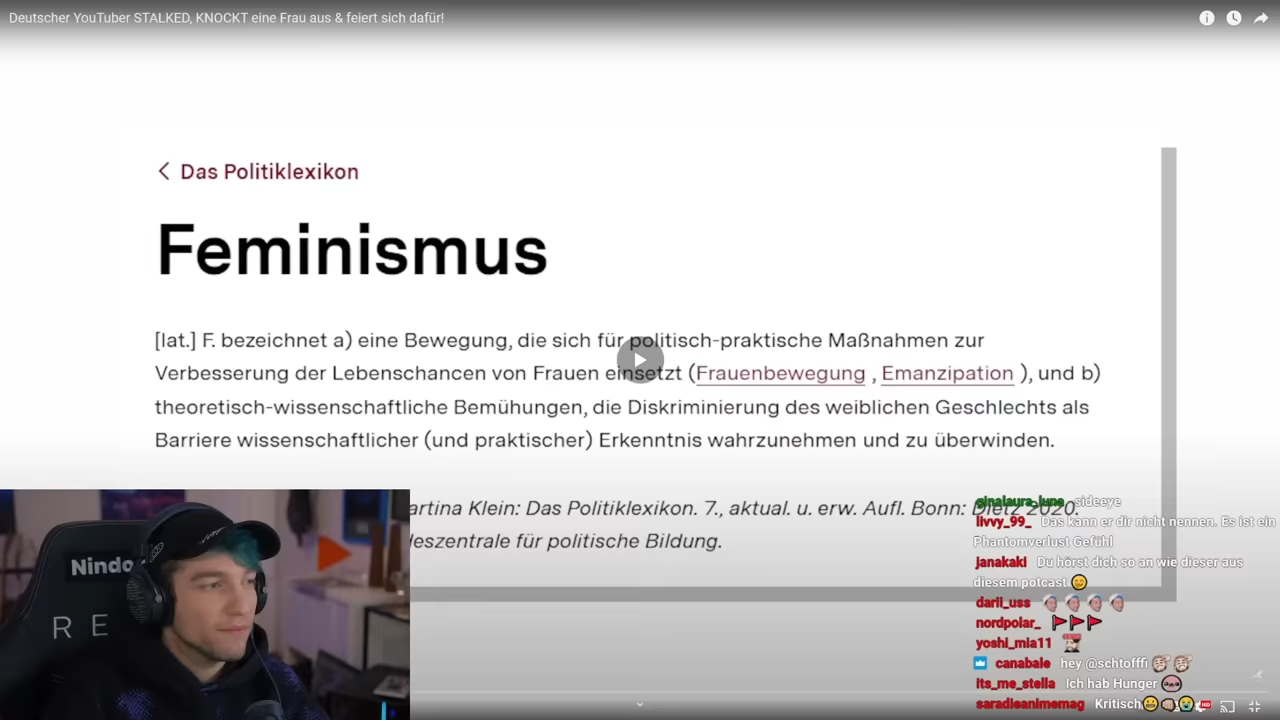 Deutscher YouTuber STALKED, KNOCKT eine Frau aus & feiert sich dafür!
Das Politiklexikon
Feminismus
[lat.] F. bezeichnet a) eine Bewegung, die sich für politisch-praktische Maßnahmen zur
Verbesserung der Lebenschancen von Frauen einsetzt (Frauenbewegung , Emanzipation ), und b)
theoretisch-wissenschaftliche Bemühungen, die Diskriminierung des weiblichen Geschlechts als
Barriere wissenschaftlicher (und praktischer) Erkenntnis wahrzunehmen und zu überwinden.
artina Klein: Das Politiklexikon. 7., aktual. u. erw. Aufl. Bonn: Dietz 2020.
deszentrale für politische Bildung.
Nindo
R E
ginalaura_luna sideeye
livvy_99_ Das kann er dir nicht nennen. Es ist ein
Phantomverlust Gefühl
janakaki Du hörst dich so an wie dieser aus
diesem potcast
darii_uss
nordpolar_
yoshi_mia11
canabale hey @schtofffi
its_me_stella Ich hab Hunger
saradieanimemag Kritisch
HD